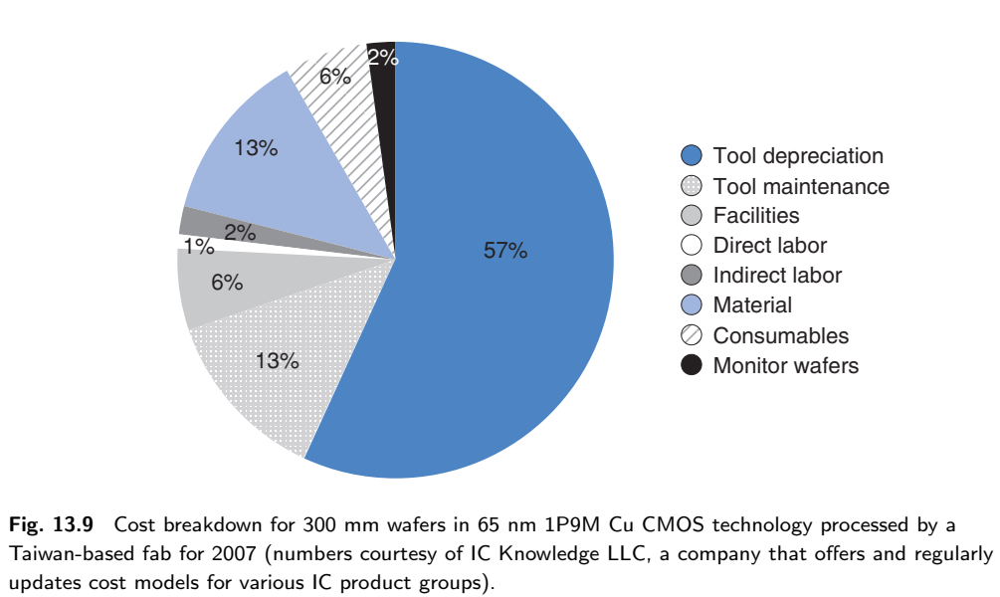 2%
6%
13%
2%
1%
6%
13%
57%
Tool depreciation
Tool maintenance
Facilities
Direct labor
Indirect labor
Material
Consumables
Monitor wafers
Fig. 13.9 Cost breakdown for 300 mm wafers in 65 nm 1P9M Cu CMOS technology processed by a
Taiwan-based fab for 2007 (numbers courtesy of IC Knowledge LLC, a company that offers and regularly
updates cost models for various IC product groups).